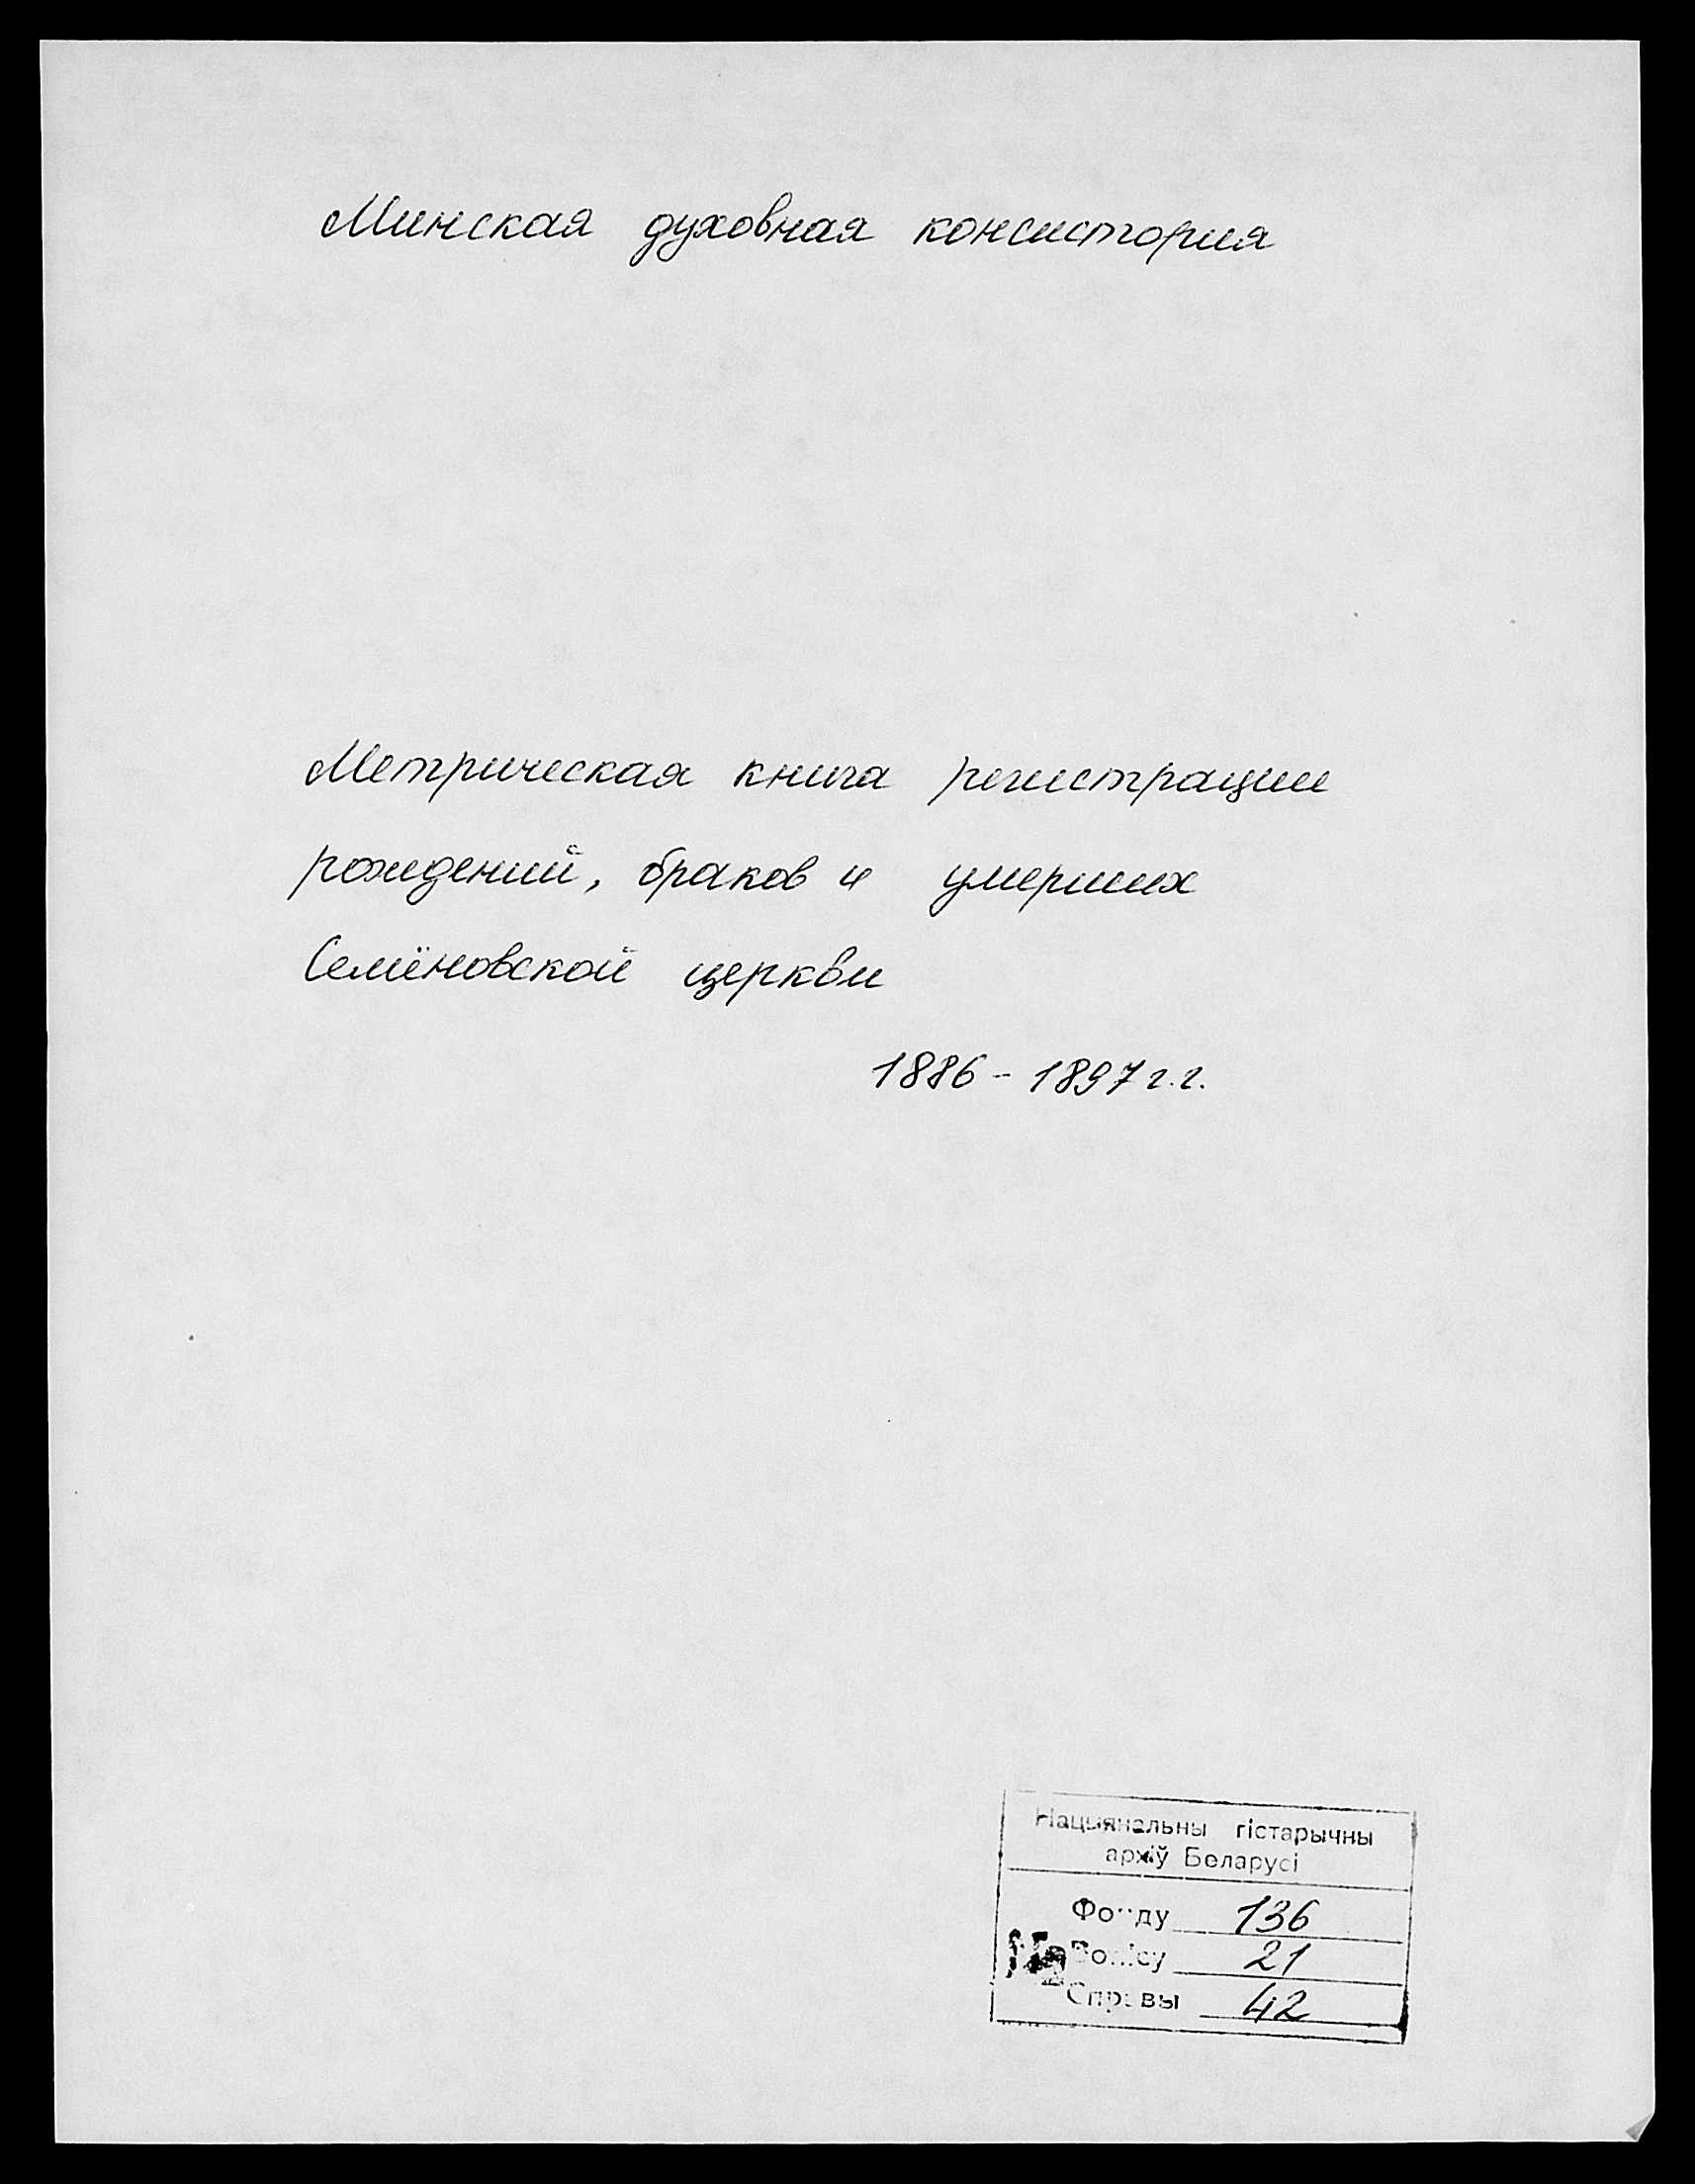 Минская духовная консистория
Метрическая книга регистрации
рождений, браков и умерших
Семёновской церкви
1886 - 1897 г.г.
Нацыянальны гістарычны
архіў Беларусі
Фонду 136
№ Вопісу 21
Справы 42